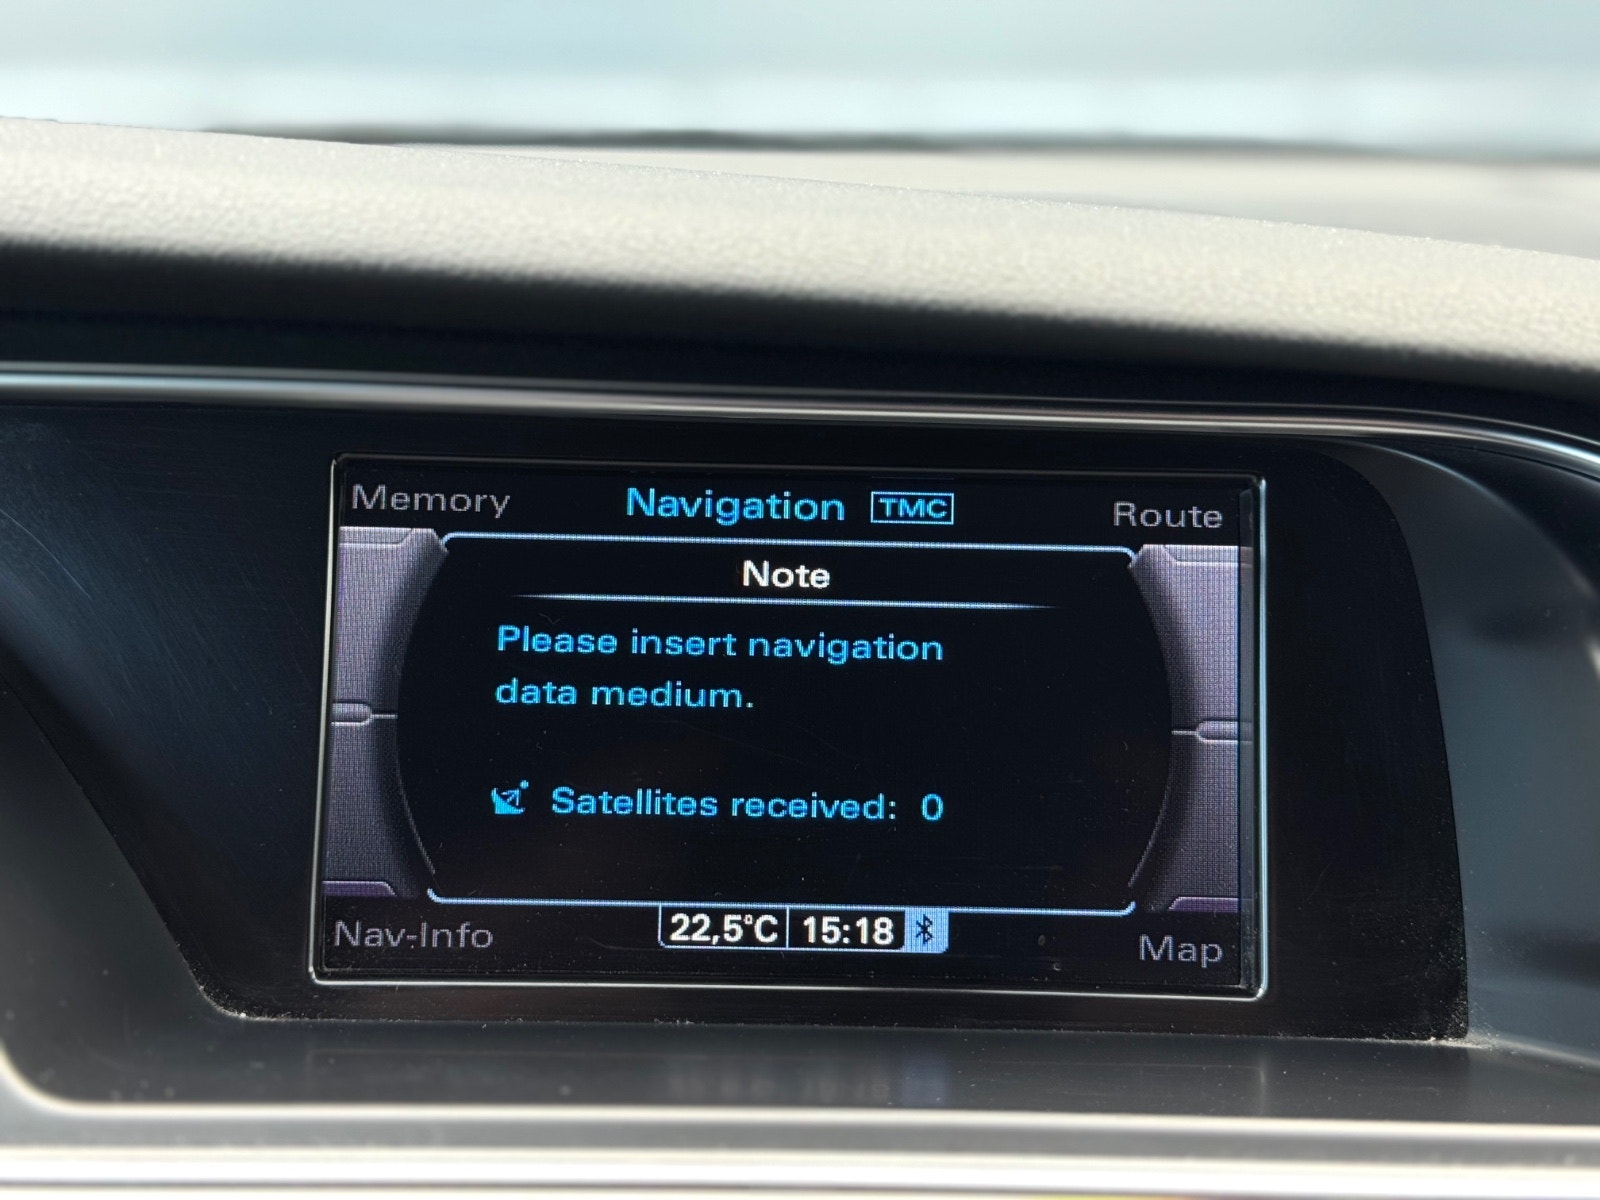 Memory
Navigation TMC
Route
Note
Please insert navigation
data medium.
Satellites received: 0
Nav-Info
22,5°C 15:18
Map